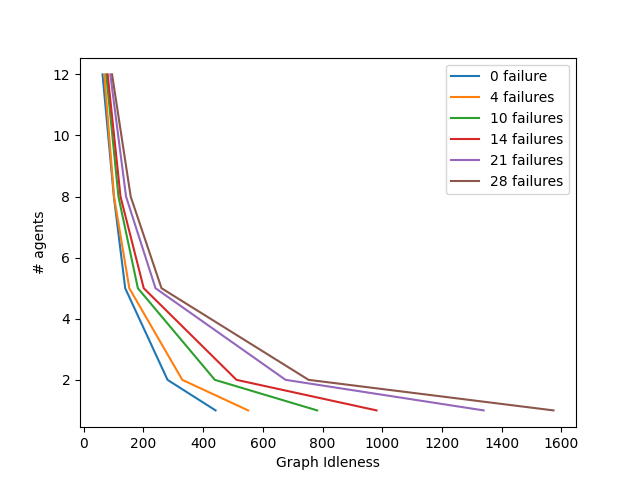 12
10
8
6
4
2
# agents
0 failure
4 failures
10 failures
14 failures
21 failures
28 failures
0 200 400 600 800 1000 1200 1400 1600
Graph Idleness